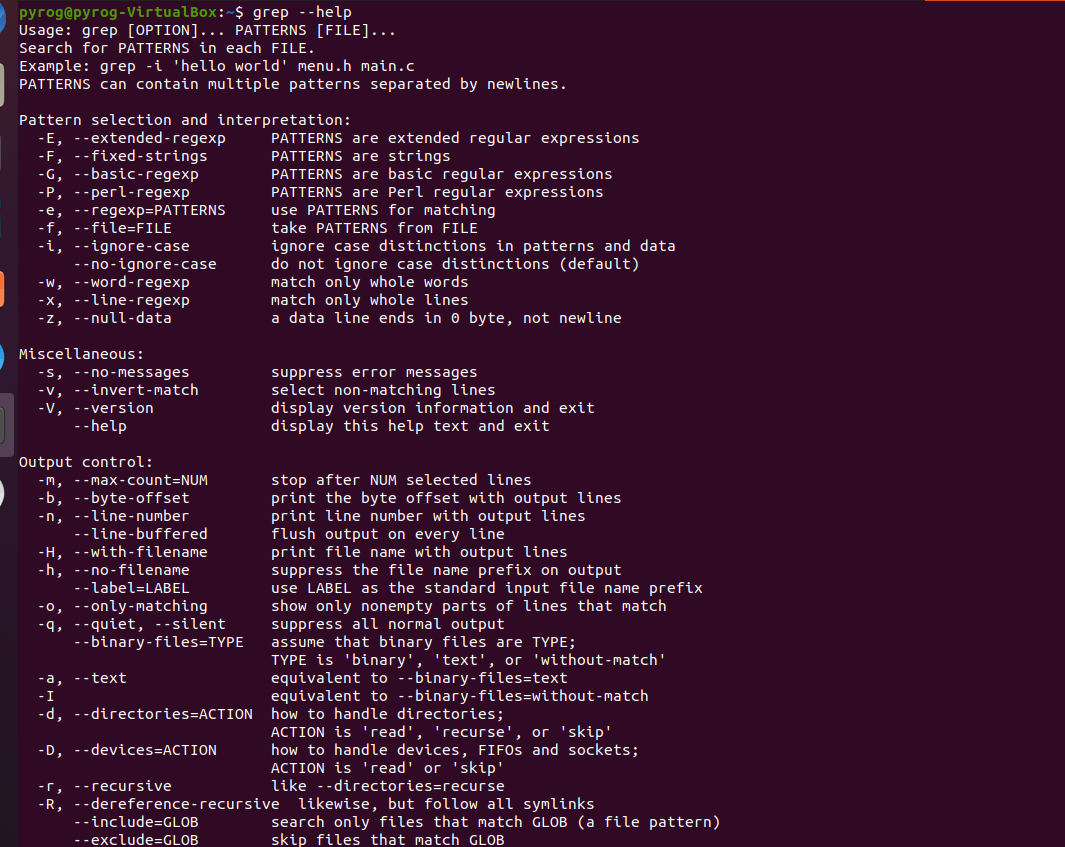 pyrog@pyrog-VirtualBox:~$ grep --help
Usage: grep [OPTION]... PATTERNS [FILE]...
Search for PATTERNS in each FILE.
Example: grep -i 'hello world' menu.h main.c
PATTERNS can contain multiple patterns separated by newlines.

Pattern selection and interpretation:
  -E, --extended-regexp     PATTERNS are extended regular expressions
  -F, --fixed-strings       PATTERNS are strings
  -G, --basic-regexp        PATTERNS are basic regular expressions
  -P, --perl-regexp         PATTERNS are Perl regular expressions
  -e, --regexp=PATTERNS     use PATTERNS for matching
  -f, --file=FILE           take PATTERNS from FILE
  -i, --ignore-case         ignore case distinctions in patterns and data
      --no-ignore-case      do not ignore case distinctions (default)
  -w, --word-regexp         match only whole words
  -x, --line-regexp         match only whole lines
  -z, --null-data           a data line ends in 0 byte, not newline

Miscellaneous:
  -s, --no-messages         suppress error messages
  -v, --invert-match        select non-matching lines
  -V, --version             display version information and exit
      --help                display this help text and exit

Output control:
  -m, --max-count=NUM       stop after NUM selected lines
  -b, --byte-offset         print the byte offset with output lines
  -n, --line-number         print line number with output lines
      --line-buffered       flush output on every line
  -H, --with-filename       print file name with output lines
  -h, --no-filename         suppress the file name prefix on output
      --label=LABEL         use LABEL as the standard input file name prefix
  -o, --only-matching       show only nonempty parts of lines that match
  -q, --quiet, --silent     suppress all normal output
      --binary-files=TYPE   assume that binary files are TYPE;
                            TYPE is 'binary', 'text', or 'without-match'
  -a, --text                equivalent to --binary-files=text
  -I                        equivalent to --binary-files=without-match
  -d, --directories=ACTION  how to handle directories;
                            ACTION is 'read', 'recurse', or 'skip'
  -D, --devices=ACTION      how to handle devices, FIFOs and sockets;
                            ACTION is 'read' or 'skip'
  -r, --recursive           like --directories=recurse
  -R, --dereference-recursive  likewise, but follow all symlinks
      --include=GLOB        search only files that match GLOB (a file pattern)
      --exclude=GLOB        skip files that match GLOB